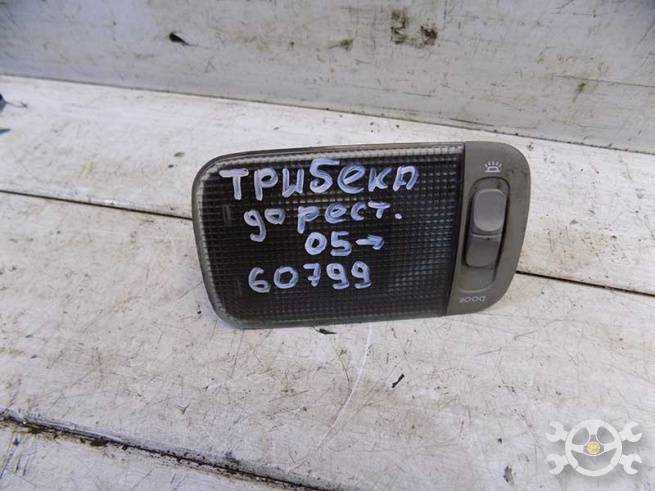 трибека
до рест.
05→
60799
DOOR